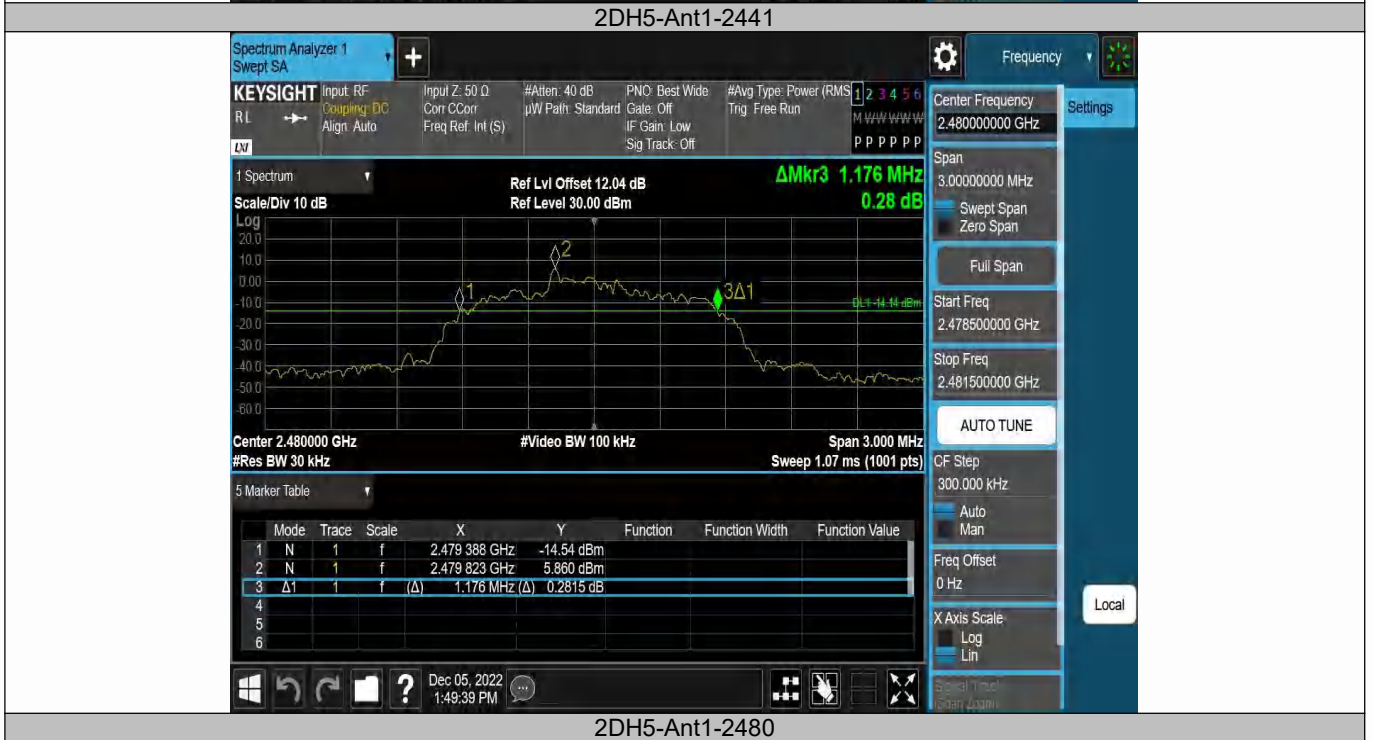 2DH5-Ant1-2441
Spectrum Analyzer 1
Swept SA
+
Frequency
KEYSIGHT
RL
LXI
Input: RF
Coupling: DC
Align: Auto
Input Z: 50 Ω
Corr CCorr
Freq Ref: Int (S)
#Atten: 40 dB
µW Path: Standard
PNO: Best Wide
Gate: Off
IF Gain: Low
Sig Track: Off
#Avg Type: Power (RMS
Trig: Free Run
1 2 3 4 5 6
M W W W W W
P P P P P P
Center Frequency
2.480000000 GHz
Settings
Span
3.00000000 MHz
Swept Span
Zero Span
Full Span
Start Freq
2.478500000 GHz
Stop Freq
2.481500000 GHz
AUTO TUNE
CF Step
300.000 kHz
Auto
Man
Freq Offset
0 Hz
X Axis Scale
Log
Lin
Local
1 Spectrum
Ref Lvl Offset 12.04 dB
ΔMkr3 1.176 MHz
Scale/Div 10 dB
Ref Level 30.00 dBm
0.28 dB
Log
20.0
10.0
0.00
-10.0
-20.0
-30.0
-40.0
-50.0
-60.0
1
2
3Δ1
DL1 -14.14 dBm
Center 2.480000 GHz
#Video BW 100 kHz
Span 3.000 MHz
#Res BW 30 kHz
Sweep 1.07 ms (1001 pts)
5 Marker Table
Mode Trace Scale X Y Function Function Width Function Value
1 N 1 f 2.479 388 GHz -14.54 dBm
2 N 1 f 2.479 823 GHz 5.860 dBm
3 Δ1 1 f (Δ) 1.176 MHz (Δ) 0.2815 dB
4
5
6
?
Dec 05, 2022
1:49:39 PM
2DH5-Ant1-2480